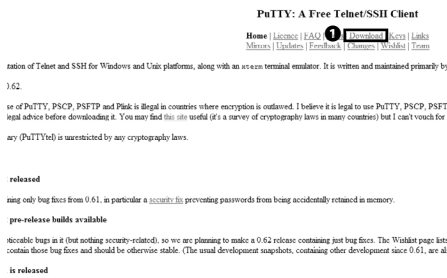 PuTTY: A Free Telnet/SSH Client
Home | Licence | FAQ | 1 Download | Keys | Links
Mirrors | Updates | Feedback | Changes | Wishlist | Team
tation of Telnet and SSH for Windows and Unix platforms, along with an xterm terminal emulator. It is written and maintained primarily by
0.62.
se of PuTTY, PSCP, PSFTP and Plink is illegal in countries where encryption is outlawed. I believe it is legal to use PuTTY, PSCP, PSFT
legal advice before downloading it. You may find this site useful (it's a survey of cryptography laws in many countries) but I can't vouch for
ary (PuTTYtel) is unrestricted by any cryptography laws.
released
ning only bug fixes from 0.61, in particular a security fix preventing passwords from being accidentally retained in memory.
pre-release builds available
oticeable bugs in it (but nothing security-related), so we are planning to make a 0.62 release containing just bug fixes. The Wishlist page lists
contain those bug fixes and should be otherwise stable. (The usual development snapshots, containing other development since 0.61, are al
is released